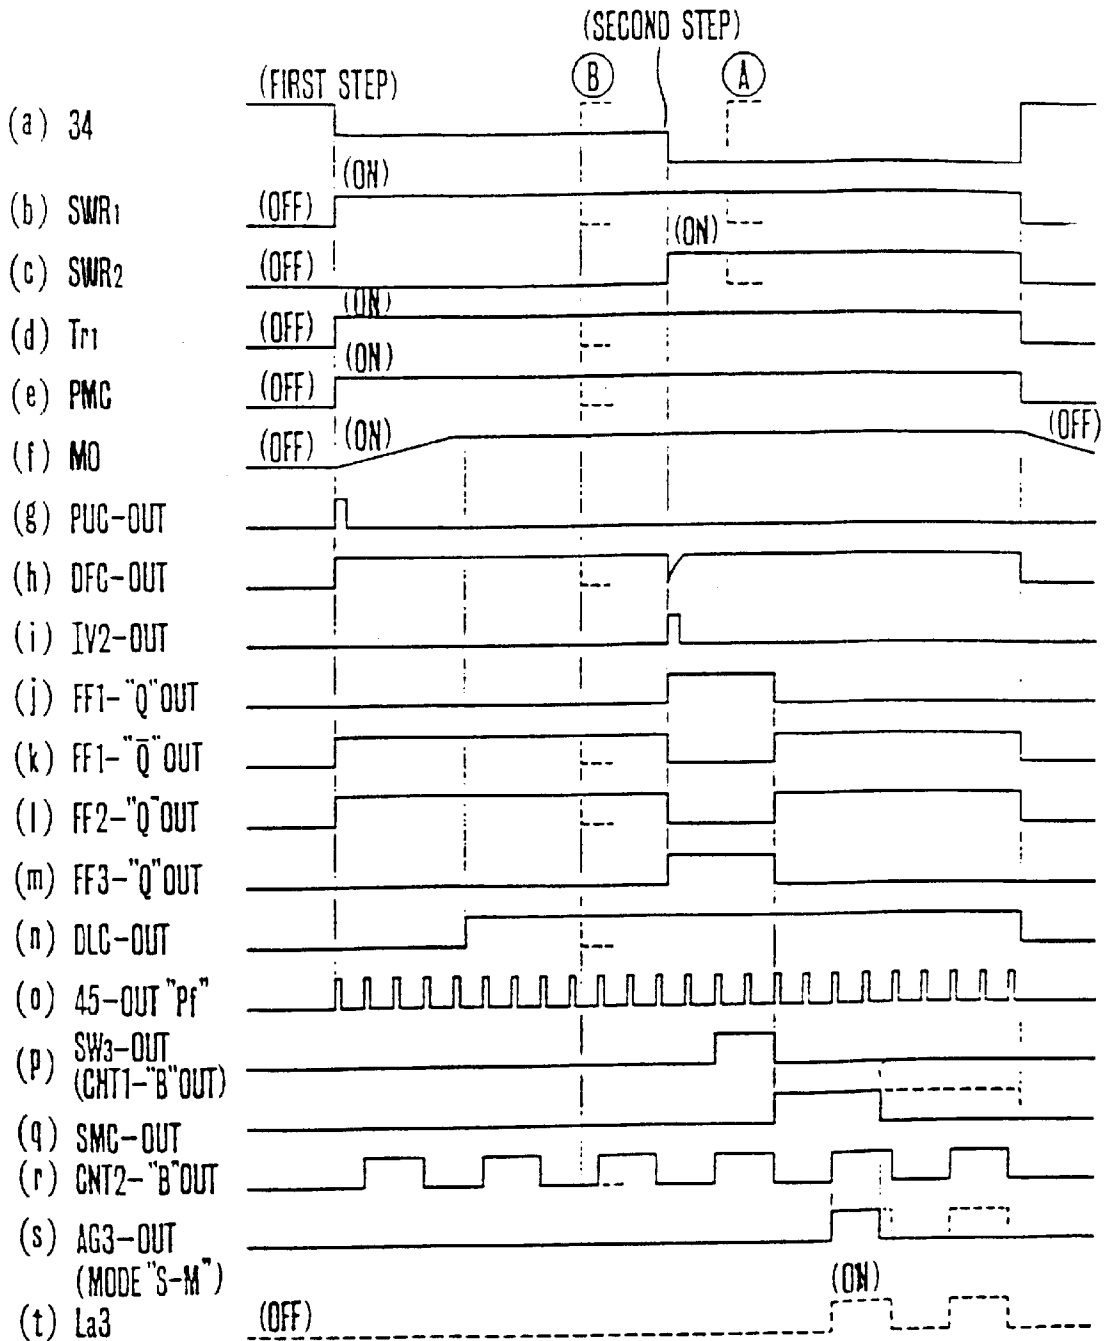 (SECOND STEP)
(FIRST STEP) B A
(a) 34
(ON)
(b) SWR1 (OFF)
(ON)
(c) SWR2 (OFF)
(ON)
(d) Tr1 (OFF)
(ON)
(e) PMC (OFF)
(f) MO (OFF) (ON) (OFF)
(g) PUC-OUT
(h) DFC-OUT
(i) IV2-OUT
(j) FF1-"Q"OUT
(k) FF1-"Q̄"OUT
(l) FF2-"Q"OUT
(m) FF3-"Q"OUT
(n) DLC-OUT
(o) 45-OUT "Pf"
(p) SW3-OUT
(CNT1-"B"OUT)
(q) SMC-OUT
(r) CNT2-"B"OUT
(s) AG3-OUT
(MODE "S-M")
(ON)
(t) La3 (OFF)